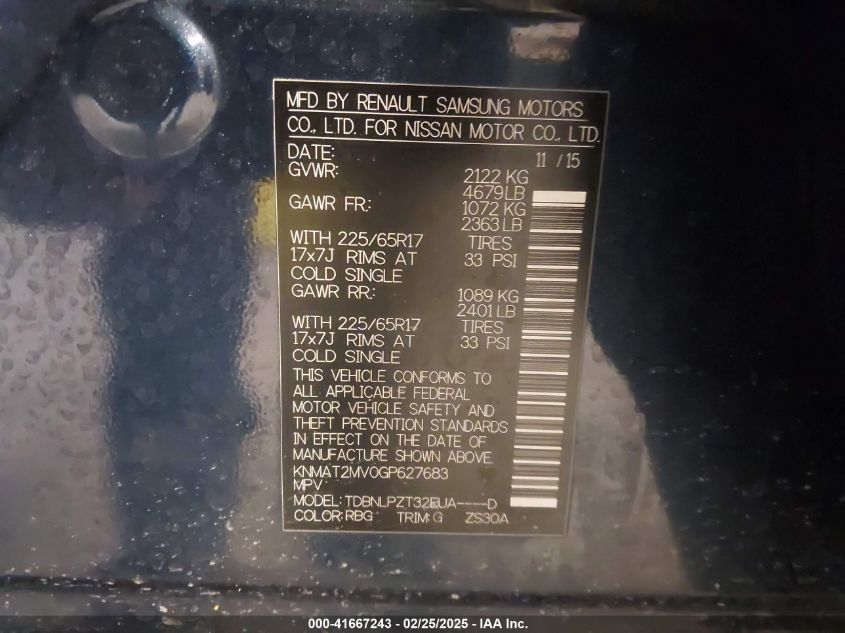 MFD BY RENAULT SAMSUNG MOTORS
CO., LTD. FOR NISSAN MOTOR CO., LTD.
DATE: 11 / 15
GVWR: 2122 KG
4679LB
GAWR FR.: 1072 KG
2363 LB
WITH 225/65R17 TIRES
17x7J RIMS AT 33 PSI
COLD SINGLE
GAWR RR.: 1089 KG
2401 LB
WITH 225/65R17 TIRES
17x7J RIMS AT 33 PSI
COLD SINGLE
THIS VEHICLE CONFORMS TO
ALL APPLICABLE FEDERAL
MOTOR VEHICLE SAFETY AND
THEFT PREVENTION STANDARDS
IN EFFECT ON THE DATE OF
MANUFACTURE SHOWN ABOVE.
KNMAT2MV0GP627683
MPV
MODEL: TDBNLPZT32EUA-----D
COLOR: RBG TRIM: G ZS30A
000-41667243 - 02/25/2025 - IAA Inc.